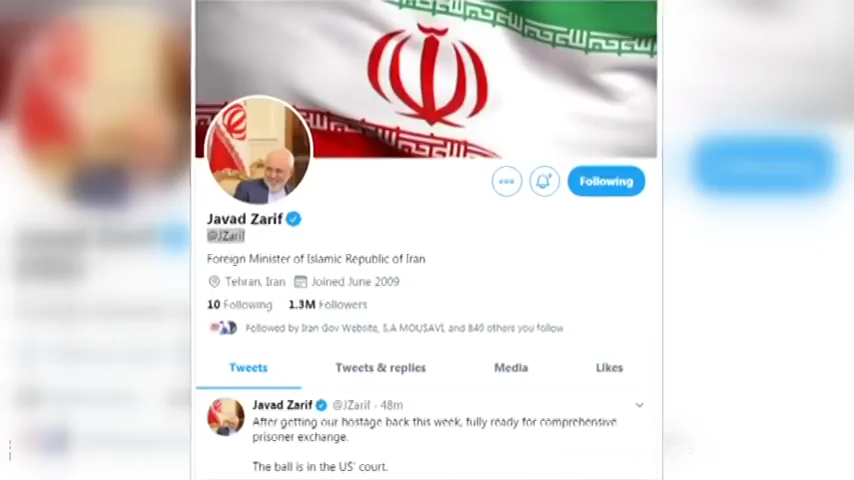 Following
Javad Zarif
@JZarif
Foreign Minister of Islamic Republic of Iran
Tehran, Iran Joined June 2009
10 Following 1.3M Followers
Followed by Iran Gov Website, S.A MOUSAVI, and 840 others you follow
Tweets Tweets & replies Media Likes
Javad Zarif @JZarif · 48m
After getting our hostage back this week, fully ready for comprehensive
prisoner exchange.
The ball is in the US' court.